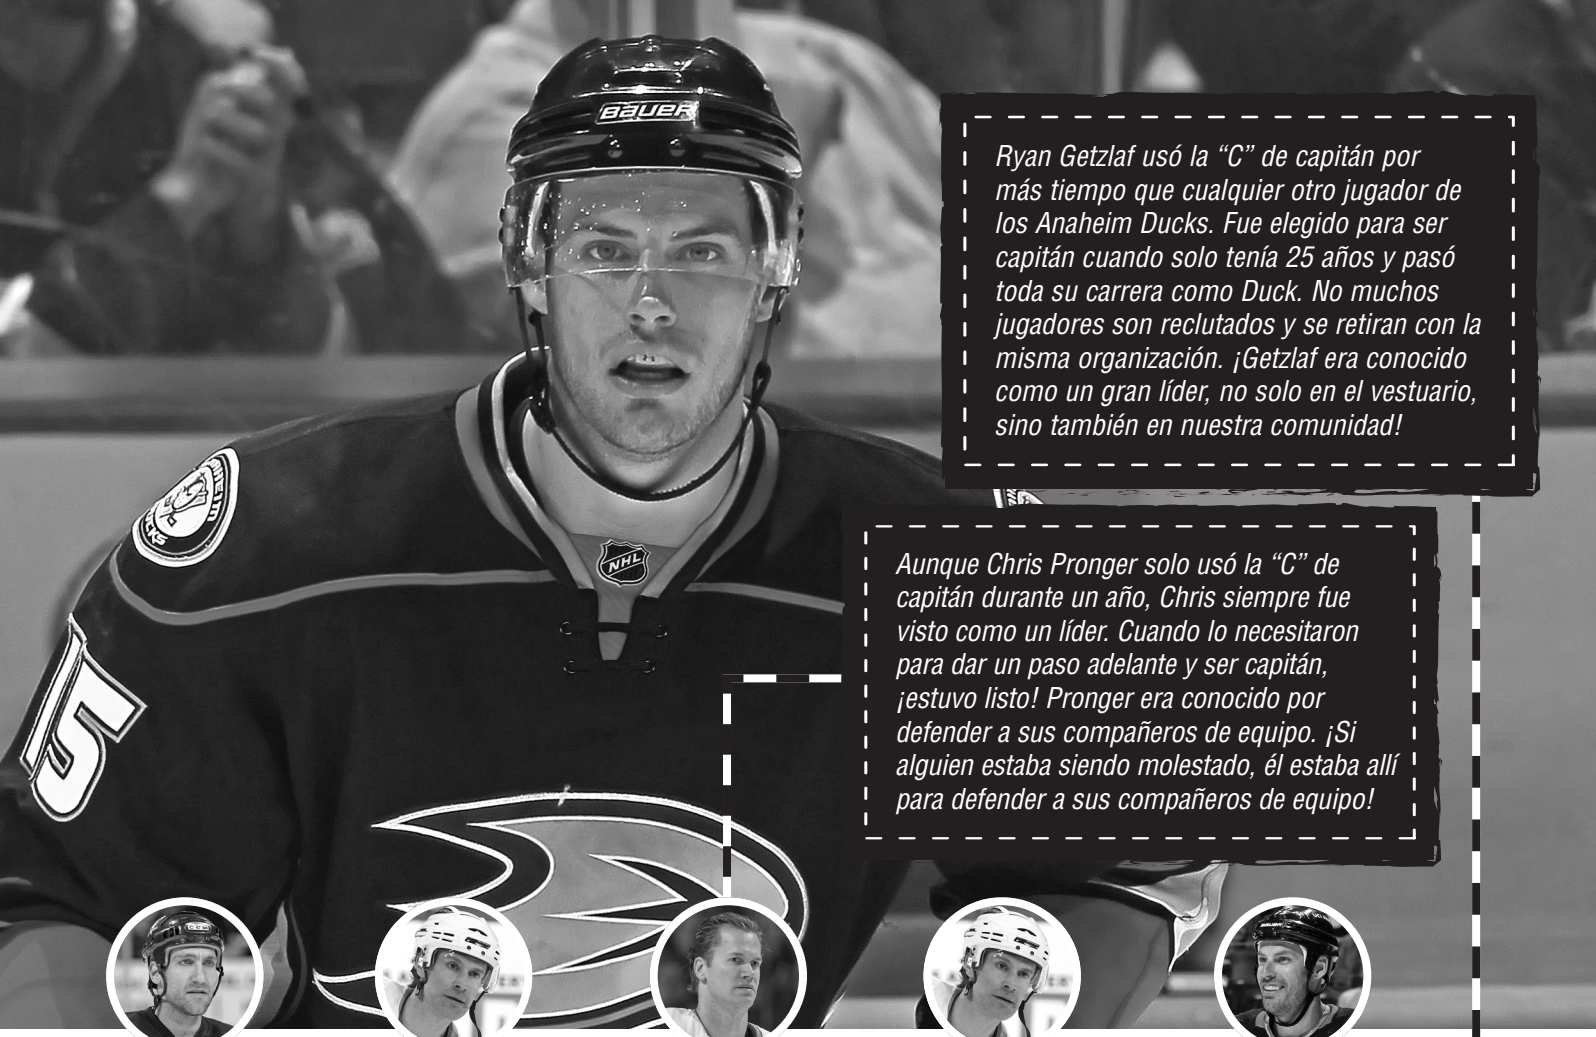 BAUER
Ryan Getzlaf usó la “C” de capitán por
más tiempo que cualquier otro jugador de
los Anaheim Ducks. Fue elegido para ser
capitán cuando solo tenía 25 años y pasó
toda su carrera como Duck. No muchos
jugadores son reclutados y se retiran con la
misma organización. ¡Getzlaf era conocido
como un gran líder, no solo en el vestuario,
sino también en nuestra comunidad!
NHL
15
Aunque Chris Pronger solo usó la “C” de
capitán durante un año, Chris siempre fue
visto como un líder. Cuando lo necesitaron
para dar un paso adelante y ser capitán,
¡estuvo listo! Pronger era conocido por
defender a sus compañeros de equipo. ¡Si
alguien estaba siendo molestado, él estaba allí
para defender a sus compañeros de equipo!